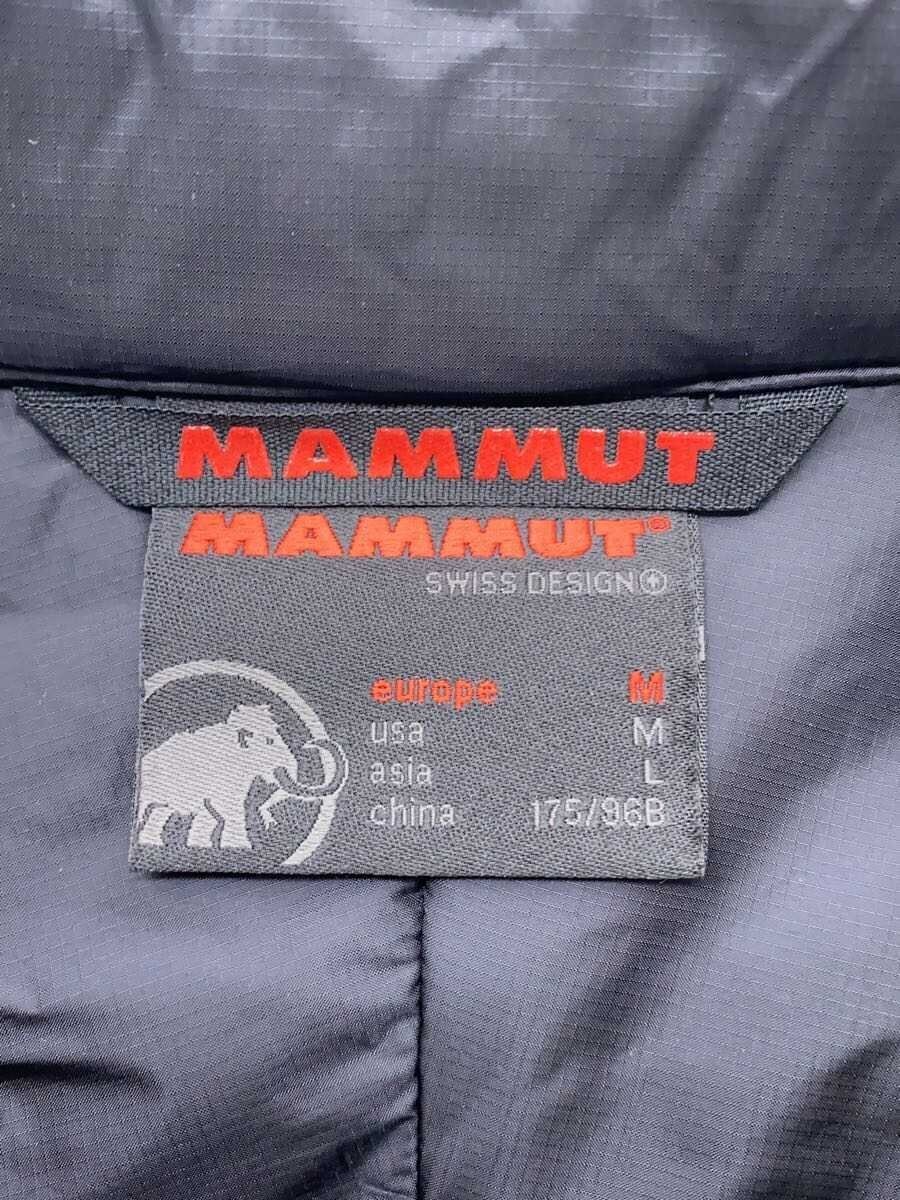 MAMMUT
MAMMUT®
SWISS DESIGN
europe M
usa M
asia L
china 175/96B